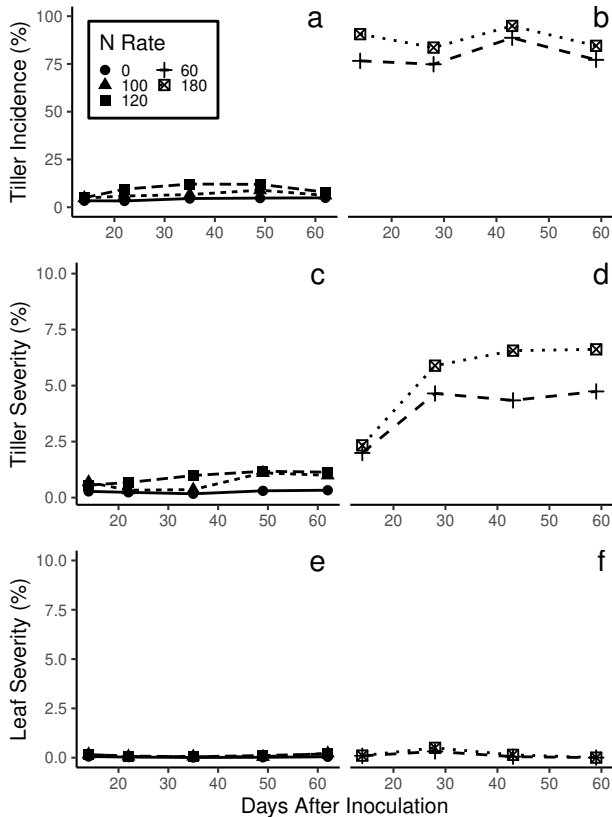 a
b
N Rate
0 60
100 180
120
Tiller Incidence (%)
100
75
50
25
0
20 30 40 50 60
20 30 40 50 60
c
d
Tiller Severity (%)
10.0
7.5
5.0
2.5
0.0
20 30 40 50 60
20 30 40 50 60
e
f
Leaf Severity (%)
10.0
7.5
5.0
2.5
0.0
20 30 40 50 60
20 30 40 50 60
Days After Inoculation